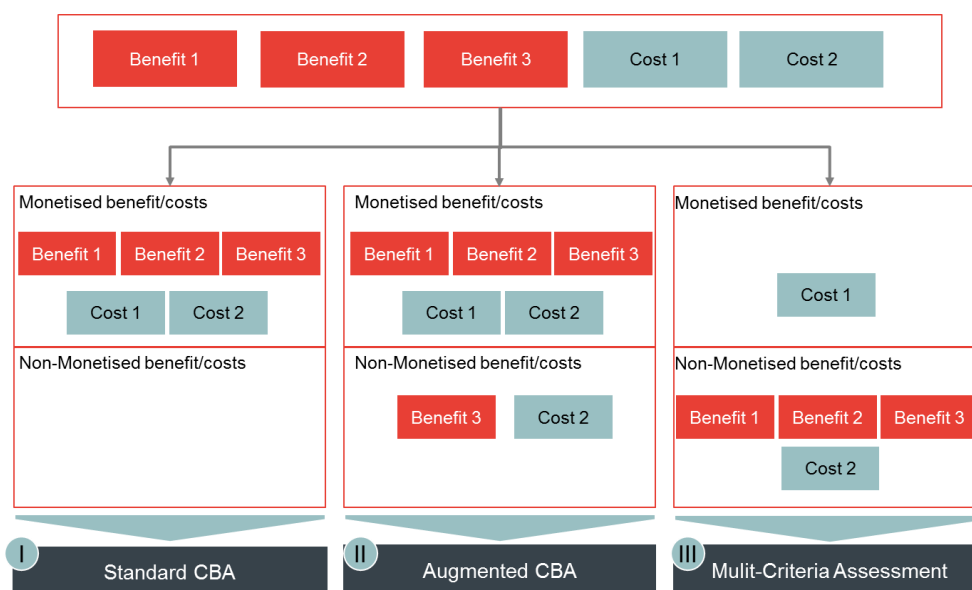 Benefit 1
Benefit 2
Benefit 3
Cost 1
Cost 2
Monetised benefit/costs
Benefit 1
Benefit 2
Benefit 3
Cost 1
Cost 2
Non-Monetised benefit/costs
I
Standard CBA
Monetised benefit/costs
Benefit 1
Benefit 2
Benefit 3
Cost 1
Cost 2
Non-Monetised benefit/costs
Benefit 3
Cost 2
II
Augmented CBA
Monetised benefit/costs
Cost 1
Non-Monetised benefit/costs
Benefit 1
Benefit 2
Benefit 3
Cost 2
III
Mulit-Criteria Assessment